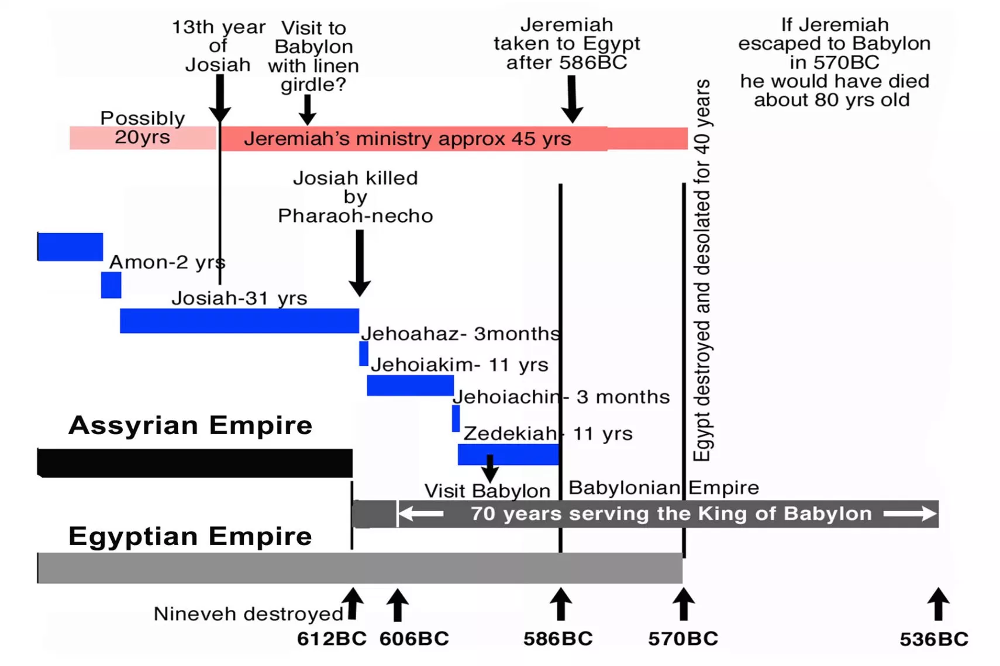 13th year
of
Josiah
Visit to
Babylon
with linen
girdle?
Jeremiah
taken to Egypt
after 586BC
If Jeremiah
escaped to Babylon
in 570BC
he would have died
about 80 yrs old
Possibly
20yrs
Jeremiah's ministry approx 45 yrs
Egypt destroyed and desolated for 40 years
Josiah killed
by
Pharaoh-necho
Amon-2 yrs
Josiah-31 yrs
Jehoahaz- 3months
Jehoiakim- 11 yrs
Jehoiachin- 3 months
Assyrian Empire
Zedekiah- 11 yrs
Visit Babylon
Babylonian Empire
70 years serving the King of Babylon
Egyptian Empire
Nineveh destroyed
612BC
606BC
586BC
570BC
536BC